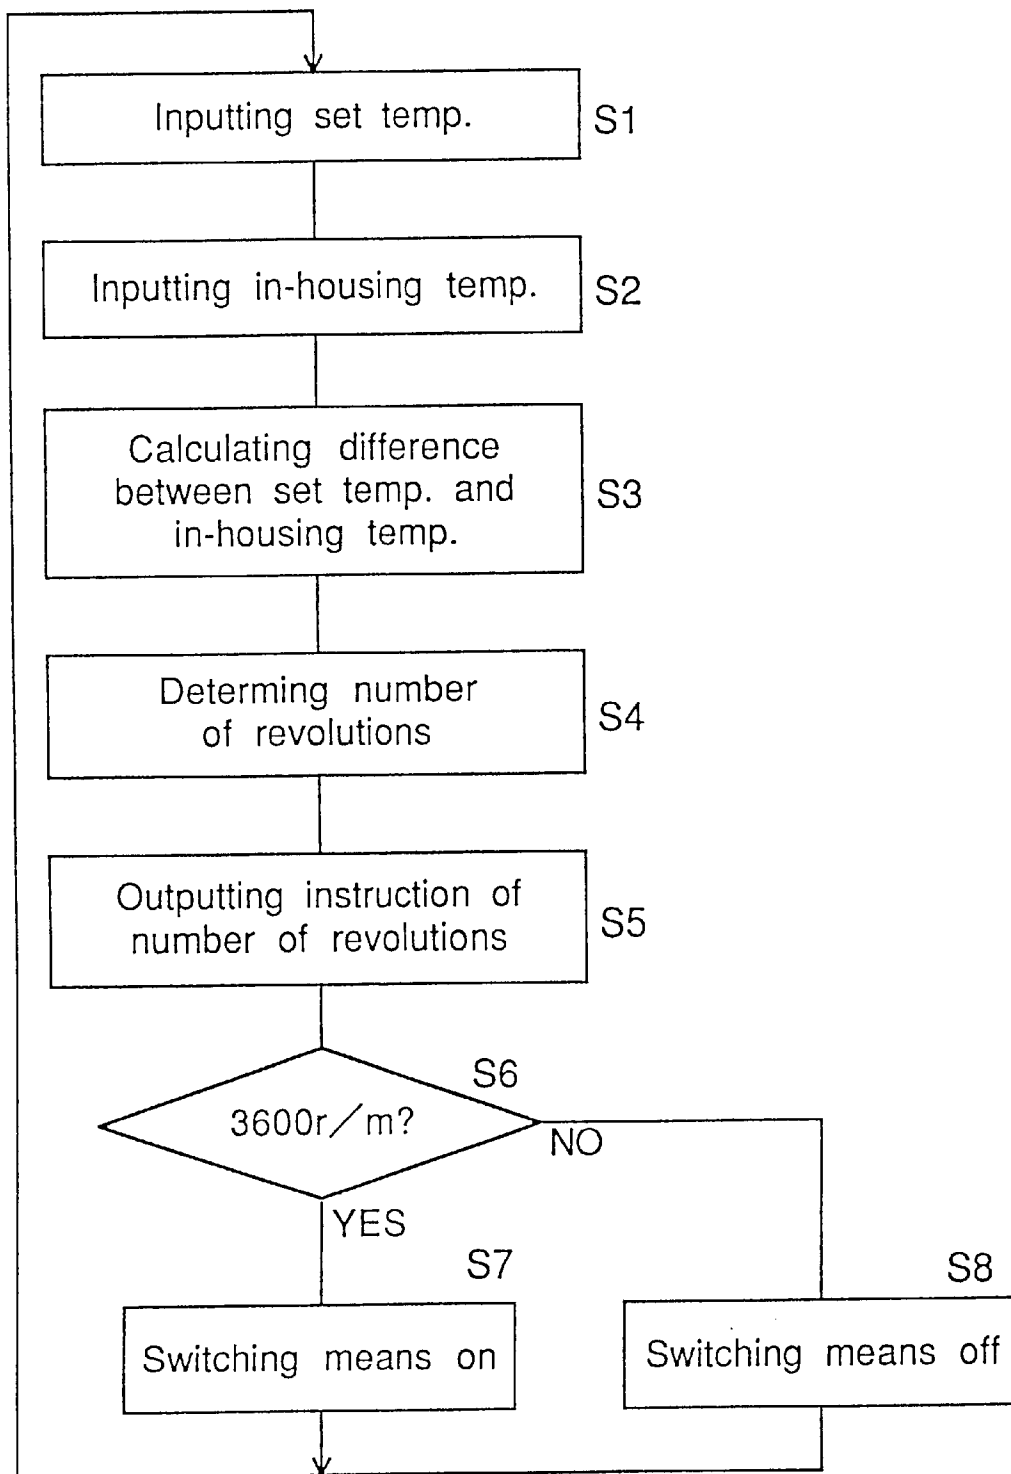 Inputting set temp.
S1
Inputting in-housing temp.
S2
Calculating difference
between set temp. and
in-housing temp.
S3
Determing number
of revolutions
S4
Outputting instruction of
number of revolutions
S5
S6
3600r/m?
NO
YES
S7
S8
Switching means on
Switching means off